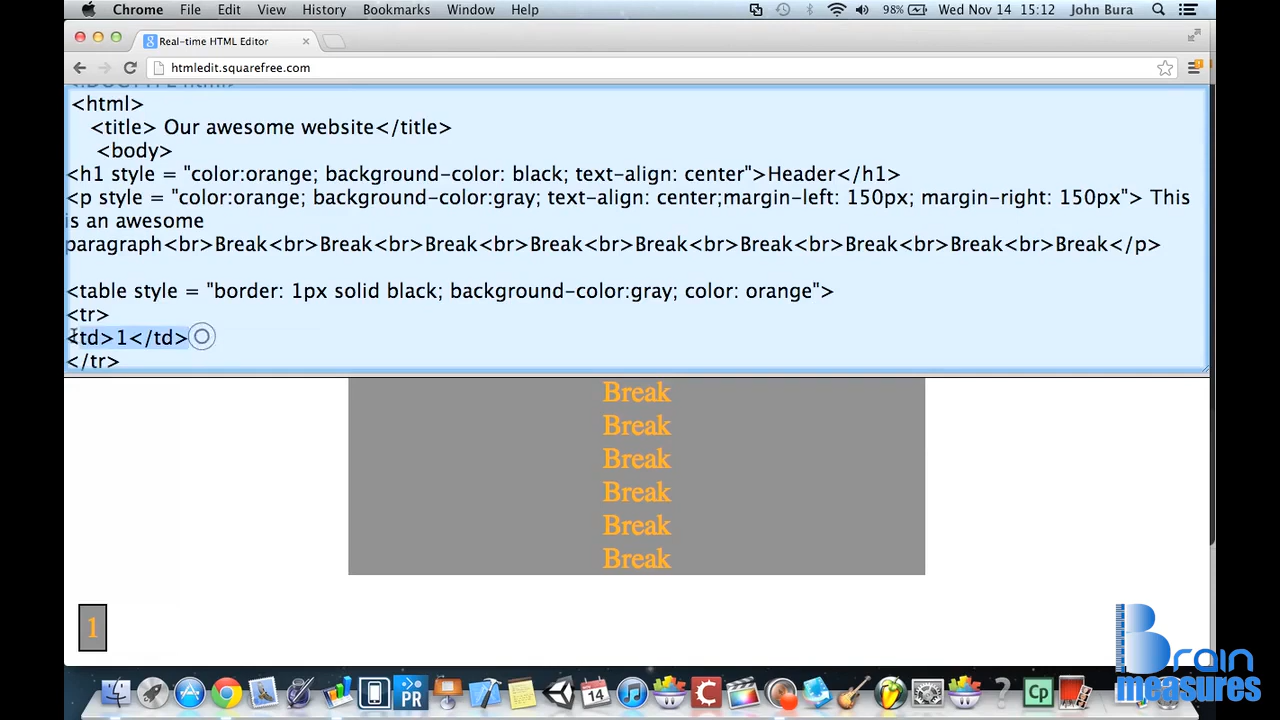 Chrome File Edit View History Bookmarks Window Help 98% Wed Nov 14 15:12 John Bura
Real-time HTML Editor
htmledit.squarefree.com
<!DOCTYPE html>
<html>
<title> Our awesome website</title>
<body>
<h1 style = "color:orange; background-color: black; text-align: center">Header</h1>
<p style = "color:orange; background-color:gray; text-align: center;margin-left: 150px; margin-right: 150px"> This
is an awesome
paragraph<br>Break<br>Break<br>Break<br>Break<br>Break<br>Break<br>Break<br>Break<br>Break</p>
<table style = "border: 1px solid black; background-color:gray; color: orange">
<tr>
<td>1</td>
</tr>
Break
Break
Break
Break
Break
Break
1
Brain
measures
PR
14
Cp